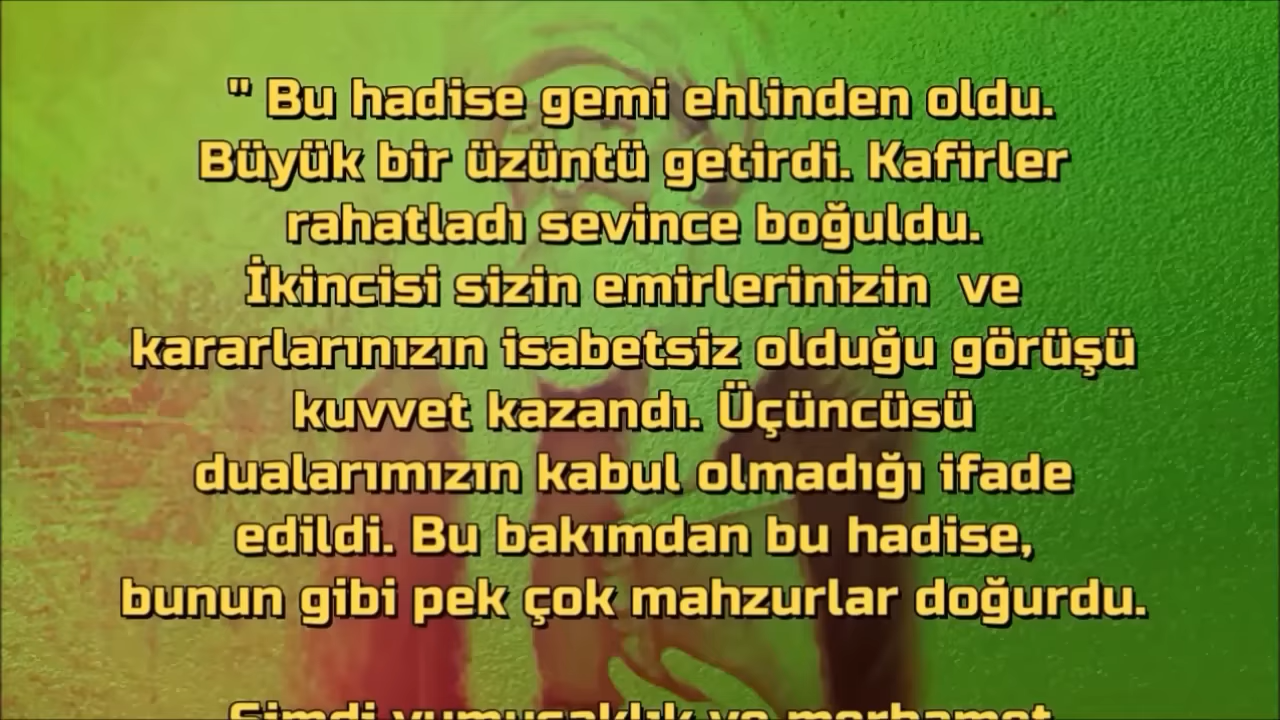 " Bu hadise gemi ehlinden oldu.
Büyük bir üzüntü getirdi. Kafirler
rahatladı sevince boğuldu.
İkincisi sizin emirlerinizin ve
kararlarınızın isabetsiz olduğu görüşü
kuvvet kazandı. Üçüncüsü
dualarımızın kabul olmadığı ifade
edildi. Bu bakımdan bu hadise,
bunun gibi pek çok mahzurlar doğurdu.
Şimdi yumuşaklık ve merhamet